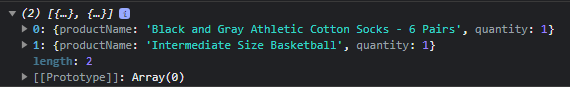 ▼ (2) [{…}, {…}] i
▶ 0: {productName: 'Black and Gray Athletic Cotton Socks - 6 Pairs', quantity: 1}
▶ 1: {productName: 'Intermediate Size Basketball', quantity: 1}
length: 2
▶ [[Prototype]]: Array(0)